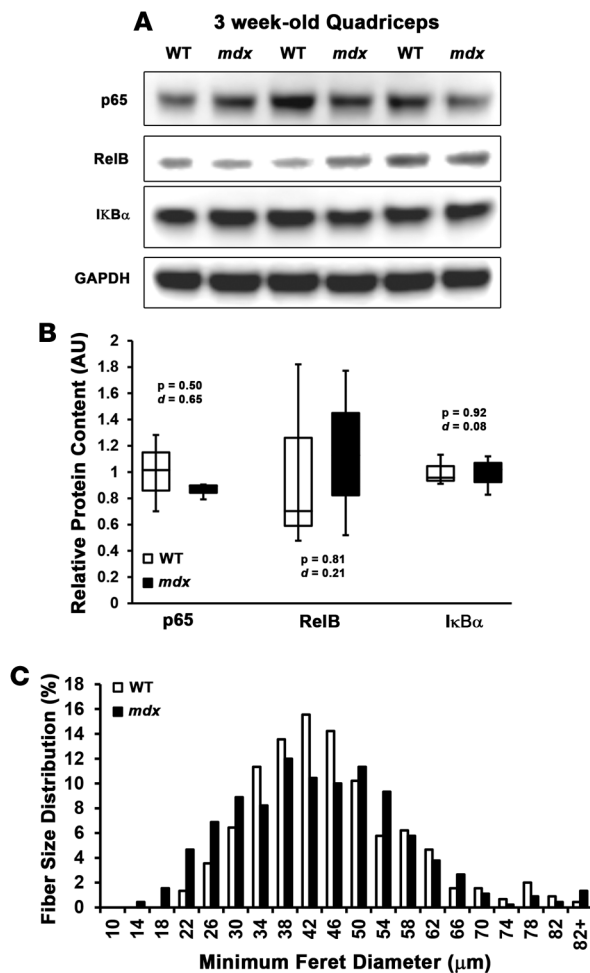 A 3 week-old Quadriceps
WT mdx WT mdx WT mdx
p65
RelB
IΚBα
GAPDH
B
Relative Protein Content (AU)
2
1.8
1.6
1.4
1.2
1
0.8
0.6
0.4
0.2
0
p = 0.50
d = 0.65
p = 0.92
d = 0.08
p = 0.81
d = 0.21
WT
mdx
p65 RelB IκBα
C
Fiber Size Distribution (%)
18
16
14
12
10
8
6
4
2
0
WT
mdx
10 14 18 22 26 30 34 38 42 46 50 54 58 62 66 70 74 78 82 82+
Minimum Feret Diameter (μm)